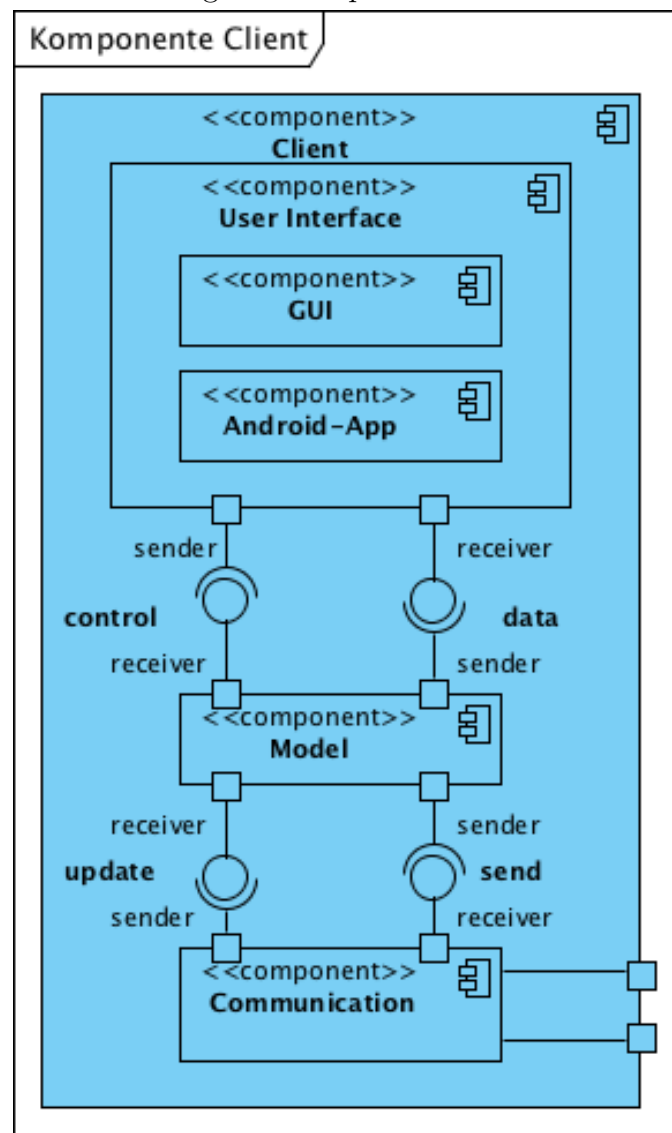 Komponente Client
<<component>>
Client
<<component>>
User Interface
<<component>>
GUI
<<component>>
Android-App
sender
receiver
control
data
receiver
sender
<<component>>
Model
receiver
sender
update
send
sender
receiver
<<component>>
Communication